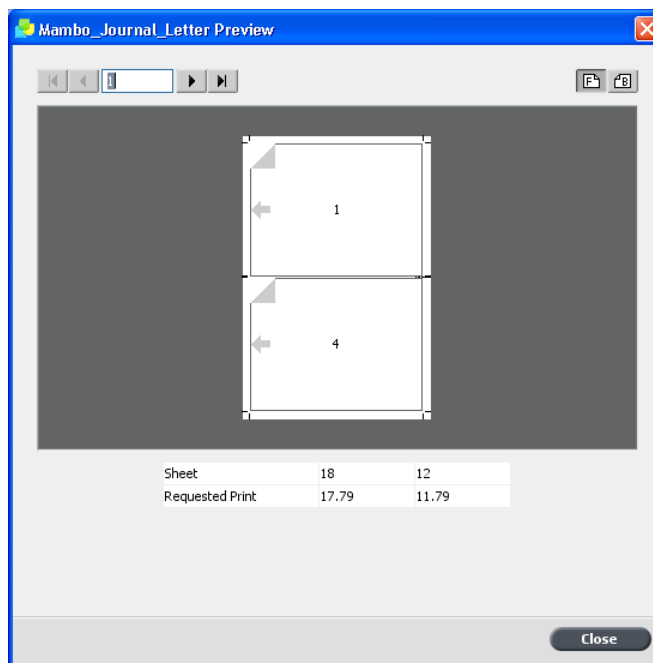 Mambo_Journal_Letter Preview
1
F B
1
4
Sheet 18 12
Requested Print 17.79 11.79
Close